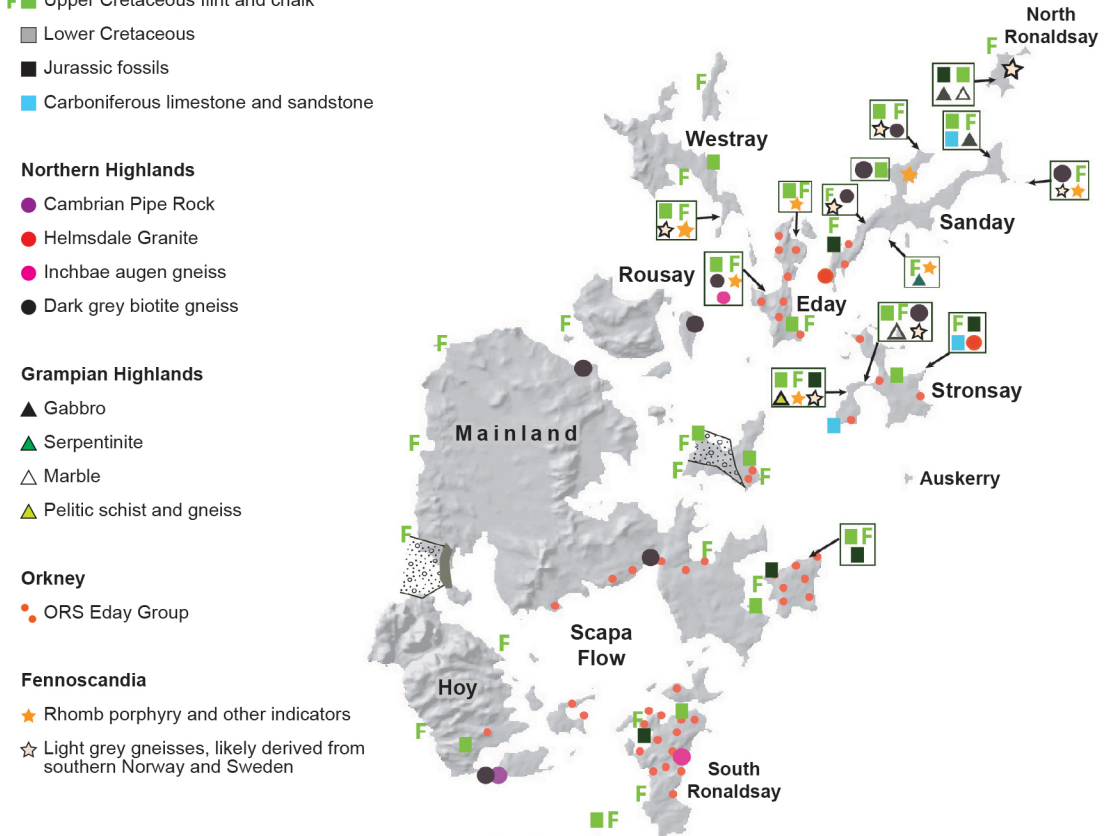 F Upper Cretaceous flint and chalk
Lower Cretaceous
Jurassic fossils
Carboniferous limestone and sandstone
Northern Highlands
Cambrian Pipe Rock
Helmsdale Granite
Inchbae augen gneiss
Dark grey biotite gneiss
Grampian Highlands
Gabbro
Serpentinite
Marble
Pelitic schist and gneiss
Orkney
ORS Eday Group
Fennoscandia
Rhomb porphyry and other indicators
Light grey gneisses, likely derived from
southern Norway and Sweden
North
Ronaldsay
F
F
Westray
F
F
F
F
F
F
F
F
Sanday
F
Rousay
F
F
Eday
F
F
F
F
F
F
Stronsay
F
Mainland
F
F
F
F
Auskerry
F
F
F
F
Scapa
Flow
F
Hoy
F
F
South
Ronaldsay
F
F